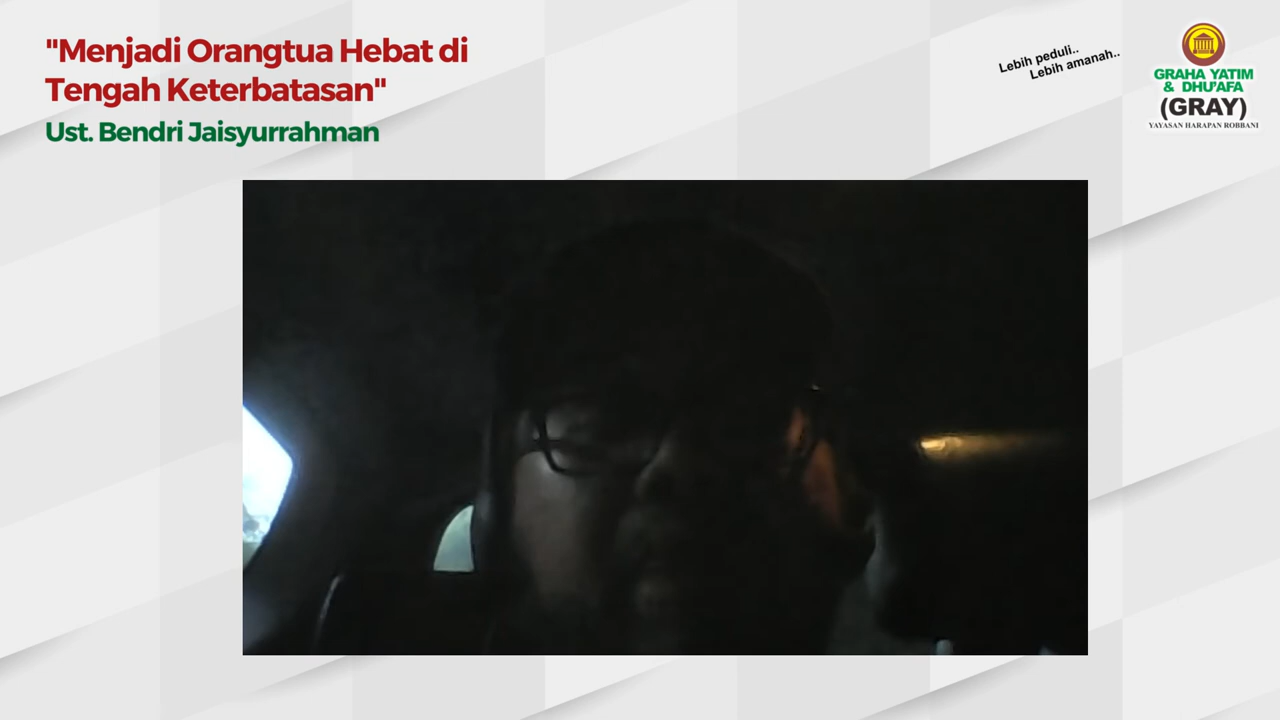 "Menjadi Orangtua Hebat di
Tengah Keterbatasan"
Ust. Bendri Jaisyurrahman
Lebih peduli..
Lebih amanah..
GRAHA YATIM
& DHU'AFA
(GRAY)
YAYASAN HARAPAN ROBBANI